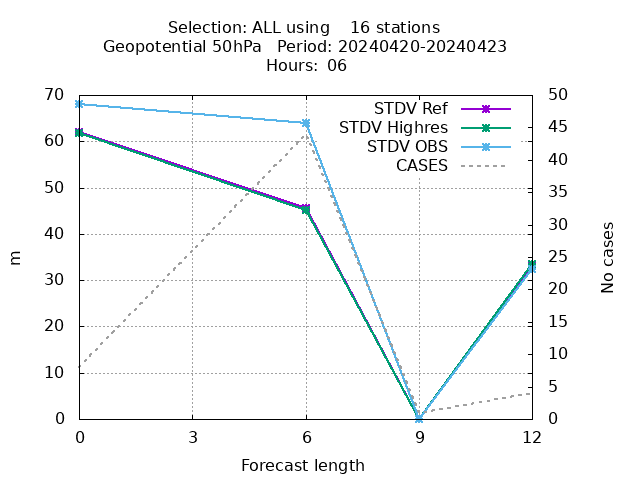 Selection: ALL using    16 stations
Geopotential 50hPa   Period: 20240420-20240423
Hours: 06
70
60
50
40
30
20
10
0
m
50
45
40
35
30
25
20
15
10
5
0
No cases
STDV Ref
STDV Highres
STDV OBS
CASES
0 3 6 9 12
Forecast length